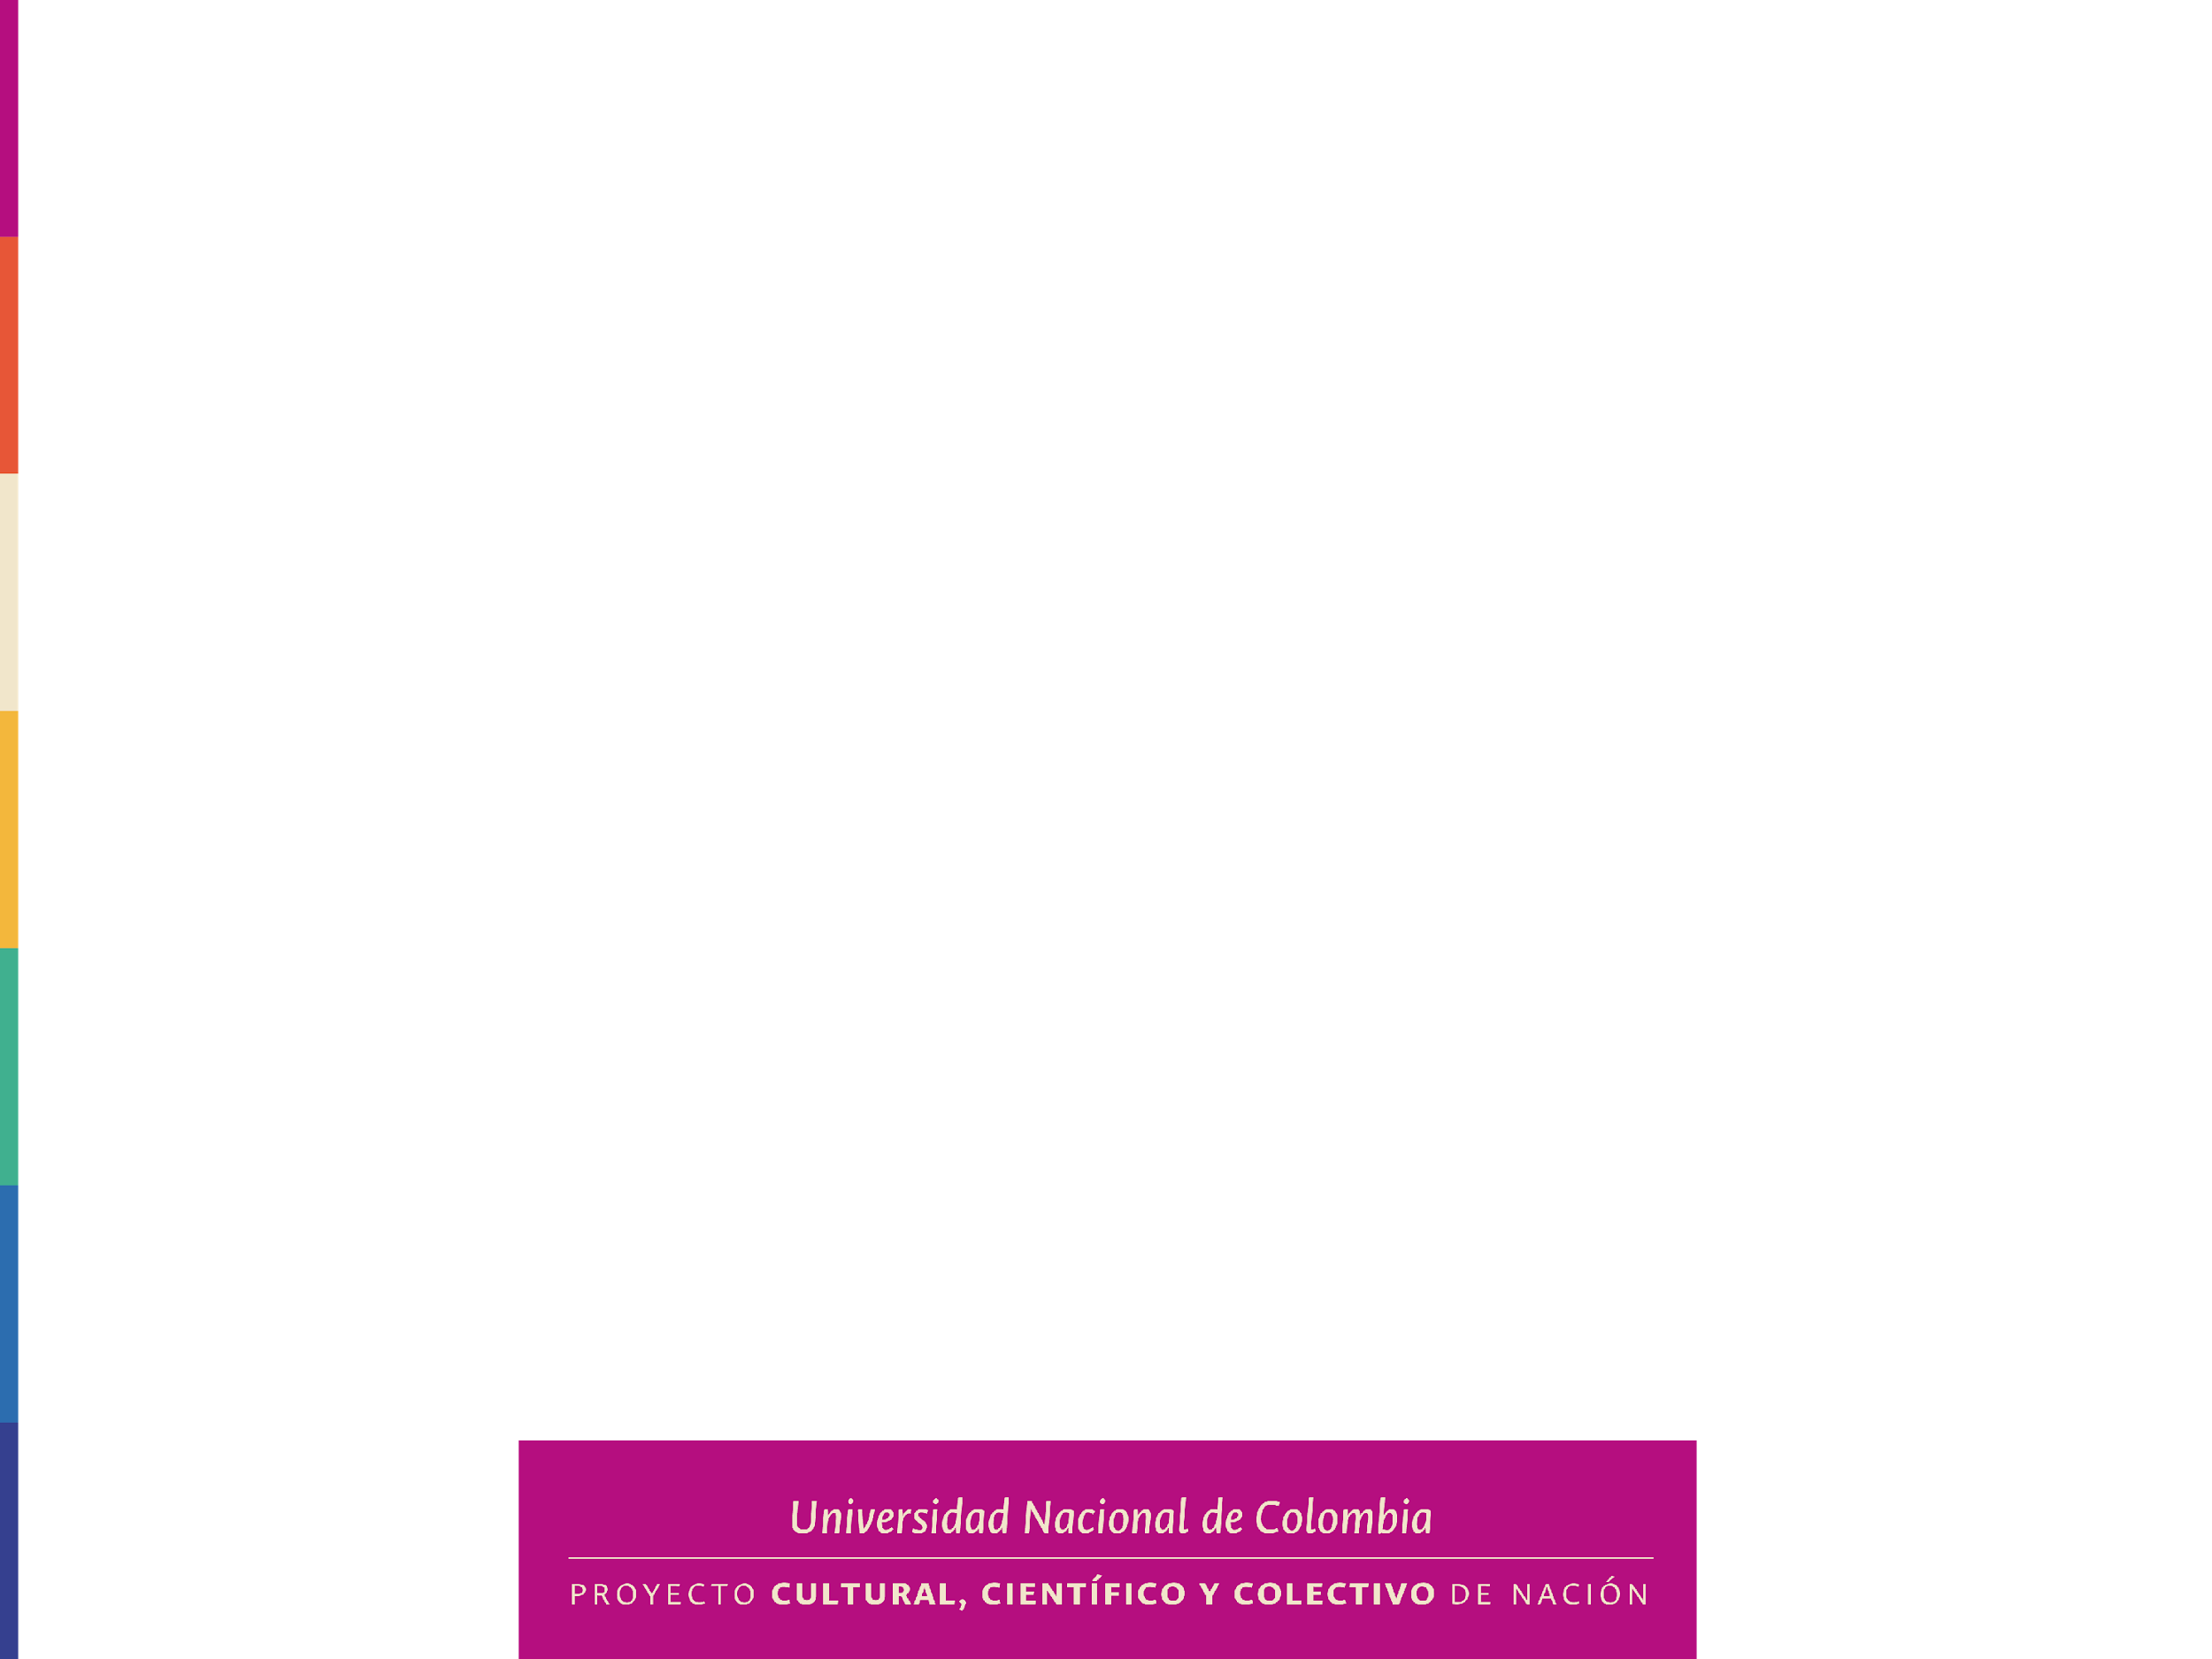 Universidad Nacional de Colombia
PROYECTO CULTURAL, CIENTÍFICO Y COLECTIVO DE NACIÓN